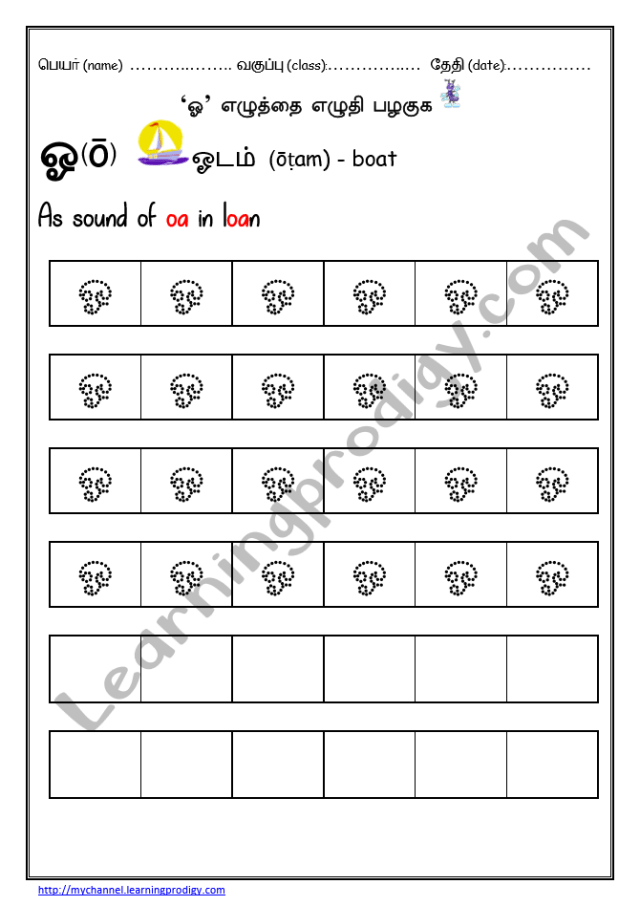 பெயர் (name) ………..…….. வகுப்பு (class):…………..… தேதி (date):……………
‘ஓ’ எழுத்தை எழுதி பழகுக
ஓ(ō) ஓடம் (ōṭam) - boat
As sound of oa in loan
ஓ ஓ ஓ ஓ ஓ ஓ
ஓ ஓ ஓ ஓ ஓ ஓ
ஓ ஓ ஓ ஓ ஓ ஓ
ஓ ஓ ஓ ஓ ஓ ஓ
Learningprodigy.com
http://mychannel.learningprodigy.com